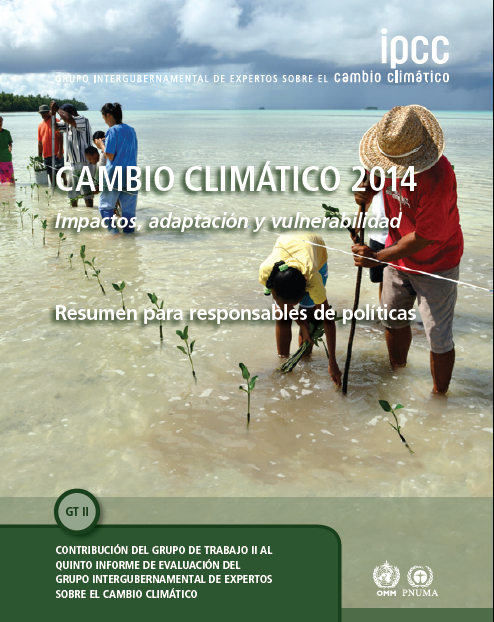 ipcc
GRUPO INTERGUBERNAMENTAL DE EXPERTOS SOBRE EL cambio climático
CAMBIO CLIMÁTICO 2014
Impactos, adaptación y vulnerabilidad
Resumen para responsables de políticas
GT II
CONTRIBUCIÓN DEL GRUPO DE TRABAJO II AL
QUINTO INFORME DE EVALUACIÓN DEL
GRUPO INTERGUBERNAMENTAL DE EXPERTOS
SOBRE EL CAMBIO CLIMÁTICO
OMM PNUMA